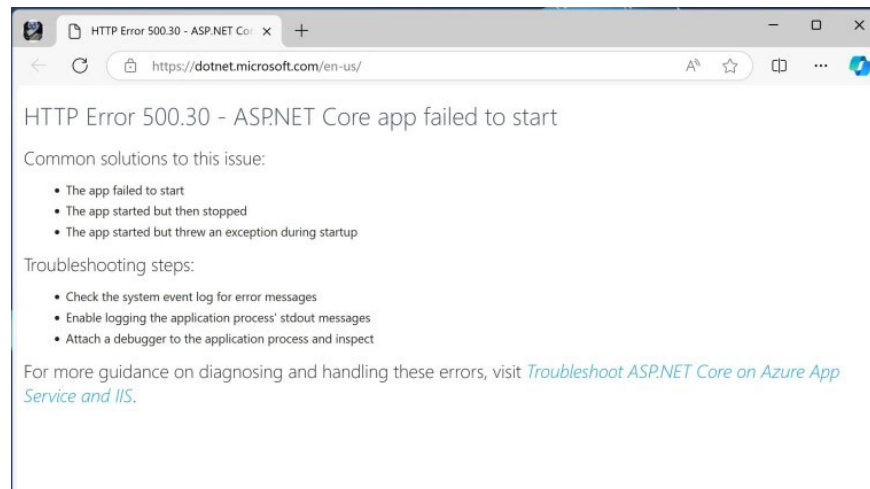 HTTP Error 500.30 - ASP.NET Cor
https://dotnet.microsoft.com/en-us/
HTTP Error 500.30 - ASP.NET Core app failed to start
Common solutions to this issue:
• The app failed to start
• The app started but then stopped
• The app started but threw an exception during startup
Troubleshooting steps:
• Check the system event log for error messages
• Enable logging the application process' stdout messages
• Attach a debugger to the application process and inspect
For more guidance on diagnosing and handling these errors, visit Troubleshoot ASP.NET Core on Azure App
Service and IIS.